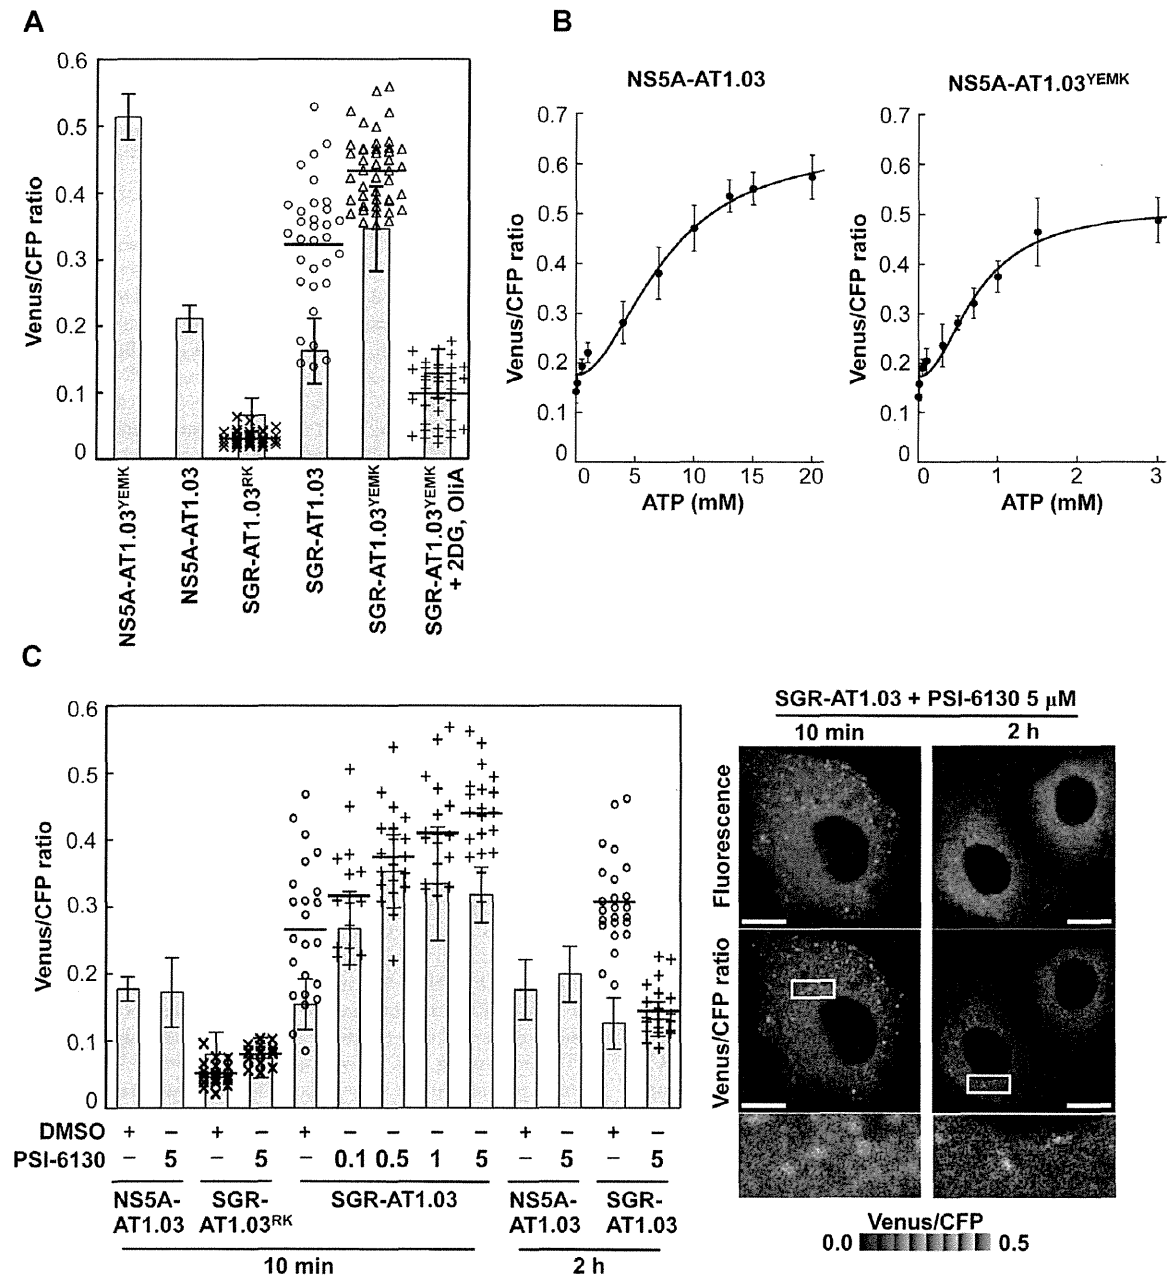 A
Venus/CFP ratio
0.6
0.5
0.4
0.3
0.2
0.1
0
NS5A-AT1.03YEMK
NS5A-AT1.03
SGR-AT1.03RK
SGR-AT1.03
SGR-AT1.03YEMK
SGR-AT1.03YEMK
+ 2DG, OliA
B
NS5A-AT1.03
Venus/CFP ratio
0.7
0.6
0.5
0.4
0.3
0.2
0.1
0
0 5 10 15 20
ATP (mM)
NS5A-AT1.03YEMK
Venus/CFP ratio
0.7
0.6
0.5
0.4
0.3
0.2
0.1
0
0 1 2 3
ATP (mM)
C
Venus/CFP ratio
0.6
0.5
0.4
0.3
0.2
0.1
0
DMSO + − + − + − − − − + − + −
PSI-6130 − 5 − 5 − 0.1 0.5 1 5 − 5 − 5
NS5A-AT1.03 SGR-AT1.03RK SGR-AT1.03 NS5A-AT1.03 SGR-AT1.03
10 min 2 h
SGR-AT1.03 + PSI-6130 5 μM
10 min 2 h
Fluorescence
Venus/CFP ratio
Venus/CFP
0.0 0.5